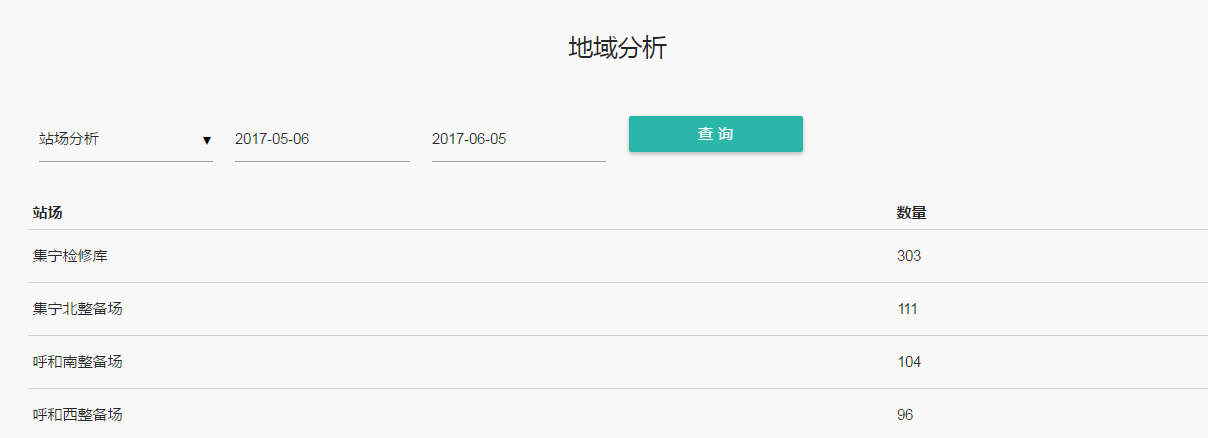 地域分析
站场分析 ▼ 2017-05-06 2017-06-05 查 询
站场 数量
集宁检修库 303
集宁北整备场 111
呼和南整备场 104
呼和西整备场 96